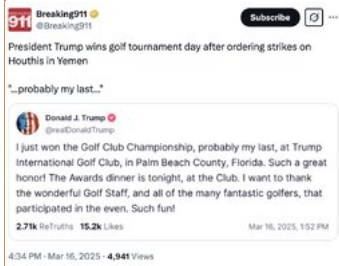 911
Breaking911
@Breaking911
Subscribe
President Trump wins golf tournament day after ordering strikes on
Houthis in Yemen
"...probably my last..."
Donald J. Trump
@realDonaldTrump
I just won the Golf Club Championship, probably my last, at Trump
International Golf Club, in Palm Beach County, Florida. Such a great
honor! The Awards dinner is tonight, at the Club. I want to thank
the wonderful Golf Staff, and all of the many fantastic golfers, that
participated in the even. Such fun!
2.71k ReTruths 15.2k Likes Mar 16, 2025, 1:52 PM
4:34 PM · Mar 16, 2025 · 4,941 Views